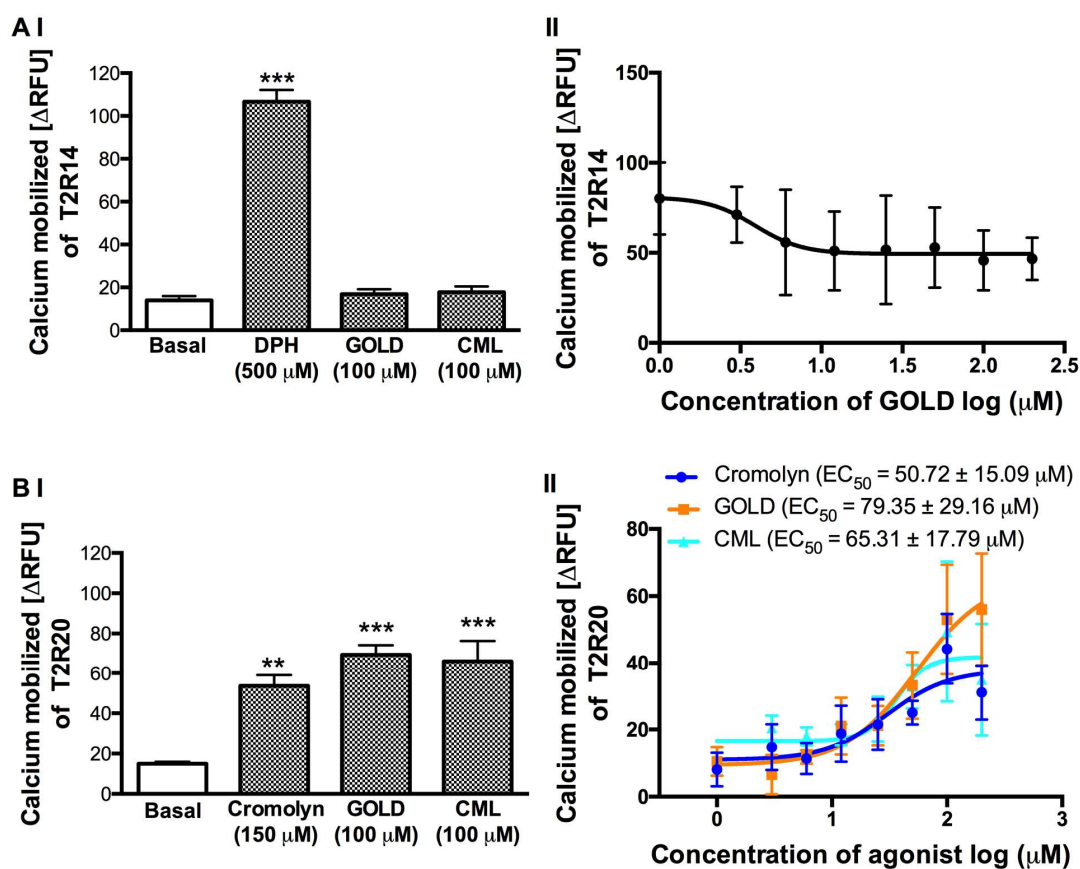 A I
Calcium mobilized [ΔRFU]
of T2R14
120
100
80
60
40
20
0
***
Basal
DPH
(500 μM)
GOLD
(100 μM)
CML
(100 μM)
II
Calcium mobilized [ΔRFU]
of T2R14
150
100
50
0
0.0 0.5 1.0 1.5 2.0 2.5
Concentration of GOLD log (μM)
B I
Calcium mobilized [ΔRFU]
of T2R20
120
100
80
60
40
20
0
**
***
***
Basal
Cromolyn
(150 μM)
GOLD
(100 μM)
CML
(100 μM)
II
Cromolyn (EC50 = 50.72 ± 15.09 μM)
GOLD (EC50 = 79.35 ± 29.16 μM)
CML (EC50 = 65.31 ± 17.79 μM)
Calcium mobilized [ΔRFU]
of T2R20
80
60
40
20
0
0 1 2 3
Concentration of agonist log (μM)